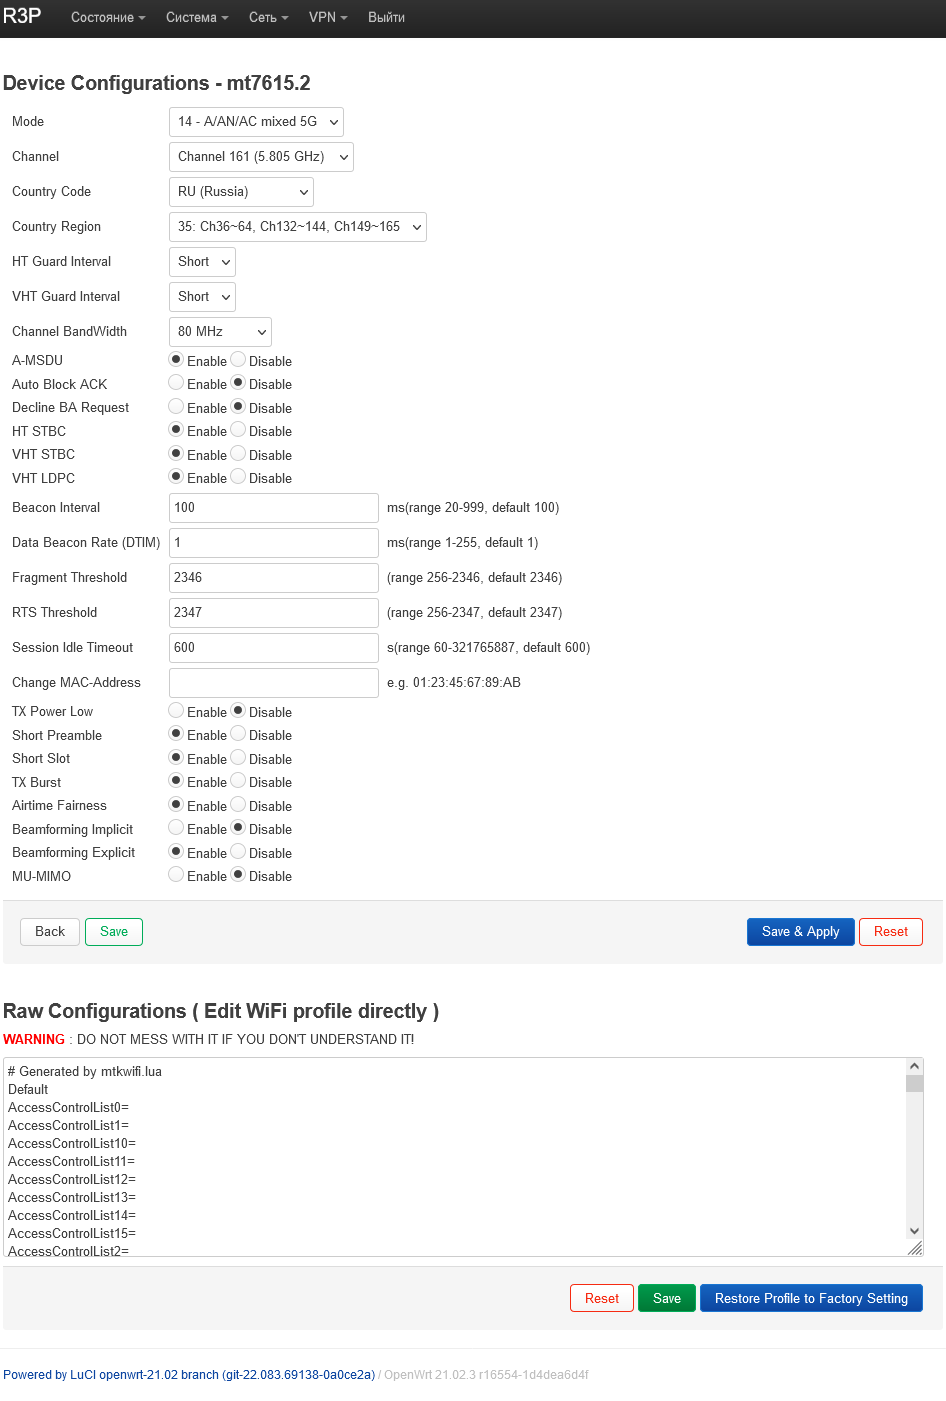 R3P Состояние Система Сеть VPN Выйти
Device Configurations - mt7615.2
Mode 14 - A/AN/AC mixed 5G
Channel Channel 161 (5.805 GHz)
Country Code RU (Russia)
Country Region 35: Ch36~64, Ch132~144, Ch149~165
HT Guard Interval Short
VHT Guard Interval Short
Channel BandWidth 80 MHz
A-MSDU Enable Disable
Auto Block ACK Enable Disable
Decline BA Request Enable Disable
HT STBC Enable Disable
VHT STBC Enable Disable
VHT LDPC Enable Disable
Beacon Interval 100 ms(range 20-999, default 100)
Data Beacon Rate (DTIM) 1 ms(range 1-255, default 1)
Fragment Threshold 2346 (range 256-2346, default 2346)
RTS Threshold 2347 (range 256-2347, default 2347)
Session Idle Timeout 600 s(range 60-321765887, default 600)
Change MAC-Address e.g. 01:23:45:67:89:AB
TX Power Low Enable Disable
Short Preamble Enable Disable
Short Slot Enable Disable
TX Burst Enable Disable
Airtime Fairness Enable Disable
Beamforming Implicit Enable Disable
Beamforming Explicit Enable Disable
MU-MIMO Enable Disable
Back Save Save & Apply Reset
Raw Configurations ( Edit WiFi profile directly )
WARNING : DO NOT MESS WITH IT IF YOU DON'T UNDERSTAND IT!
# Generated by mtkwifi.lua
Default
AccessControlList0=
AccessControlList1=
AccessControlList10=
AccessControlList11=
AccessControlList12=
AccessControlList13=
AccessControlList14=
AccessControlList15=
AccessControlList2=
Reset Save Restore Profile to Factory Setting
Powered by LuCI openwrt-21.02 branch (git-22.083.69138-0a0ce2a) / OpenWrt 21.02.3 r16554-1d4dea6d4f